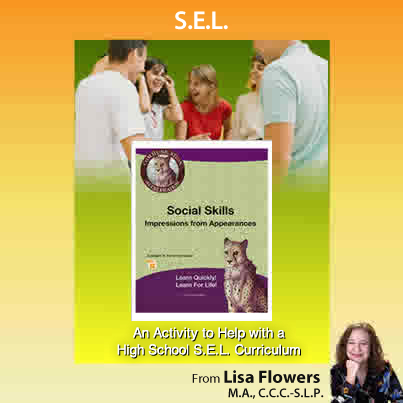 S.E.L.
Social Skills
Impressions from Appearances
Learn Quickly!
Learn For Life!
An Activity to Help with a
High School S.E.L. Curriculum
From Lisa Flowers
M.A., C.C.C.-S.L.P.